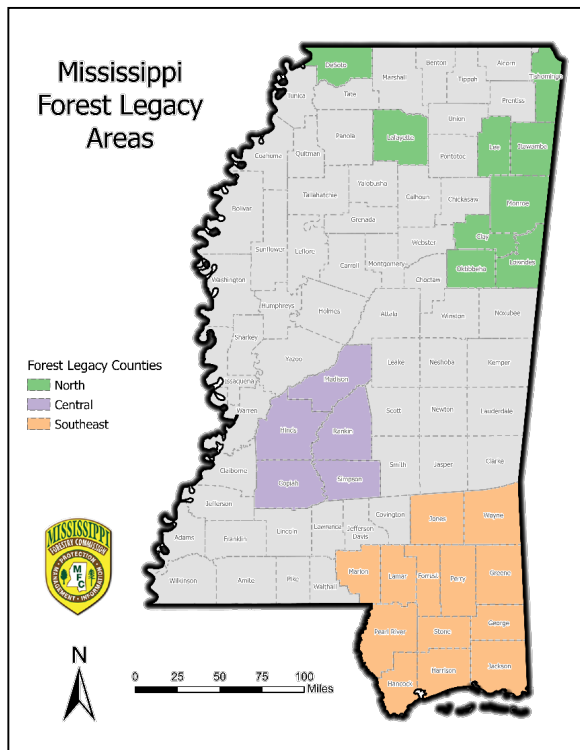 Mississippi
Forest Legacy
Areas
DeSoto
Marshall
Benton
Tippah
Alcorn
Tishomingo
Tunica
Tate
Prentiss
Panola
Lafayette
Union
Lee
Itawamba
Coahoma
Quitman
Pontotoc
Tallahatchie
Yalobusha
Calhoun
Chickasaw
Monroe
Bolivar
Grenada
Clay
Sunflower
Leflore
Webster
Lowndes
Washington
Carroll
Montgomery
Choctaw
Oktibbeha
Humphreys
Holmes
Attala
Winston
Noxubee
Sharkey
Yazoo
Leake
Neshoba
Kemper
Issaquena
Madison
Warren
Hinds
Rankin
Scott
Newton
Lauderdale
Claiborne
Copiah
Simpson
Smith
Jasper
Clarke
Jefferson
Lincoln
Lawrence
Jefferson
Davis
Covington
Jones
Wayne
Adams
Franklin
Wilkinson
Amite
Pike
Walthall
Marion
Lamar
Forrest
Perry
Greene
Pearl River
Stone
George
Hancock
Harrison
Jackson
Forest Legacy Counties
North
Central
Southeast
MISSISSIPPI
FORESTRY COMMISSION
MANAGEMENT · PROTECTION · INFORMATION
MFC
N
0 25 50 75 100
Miles